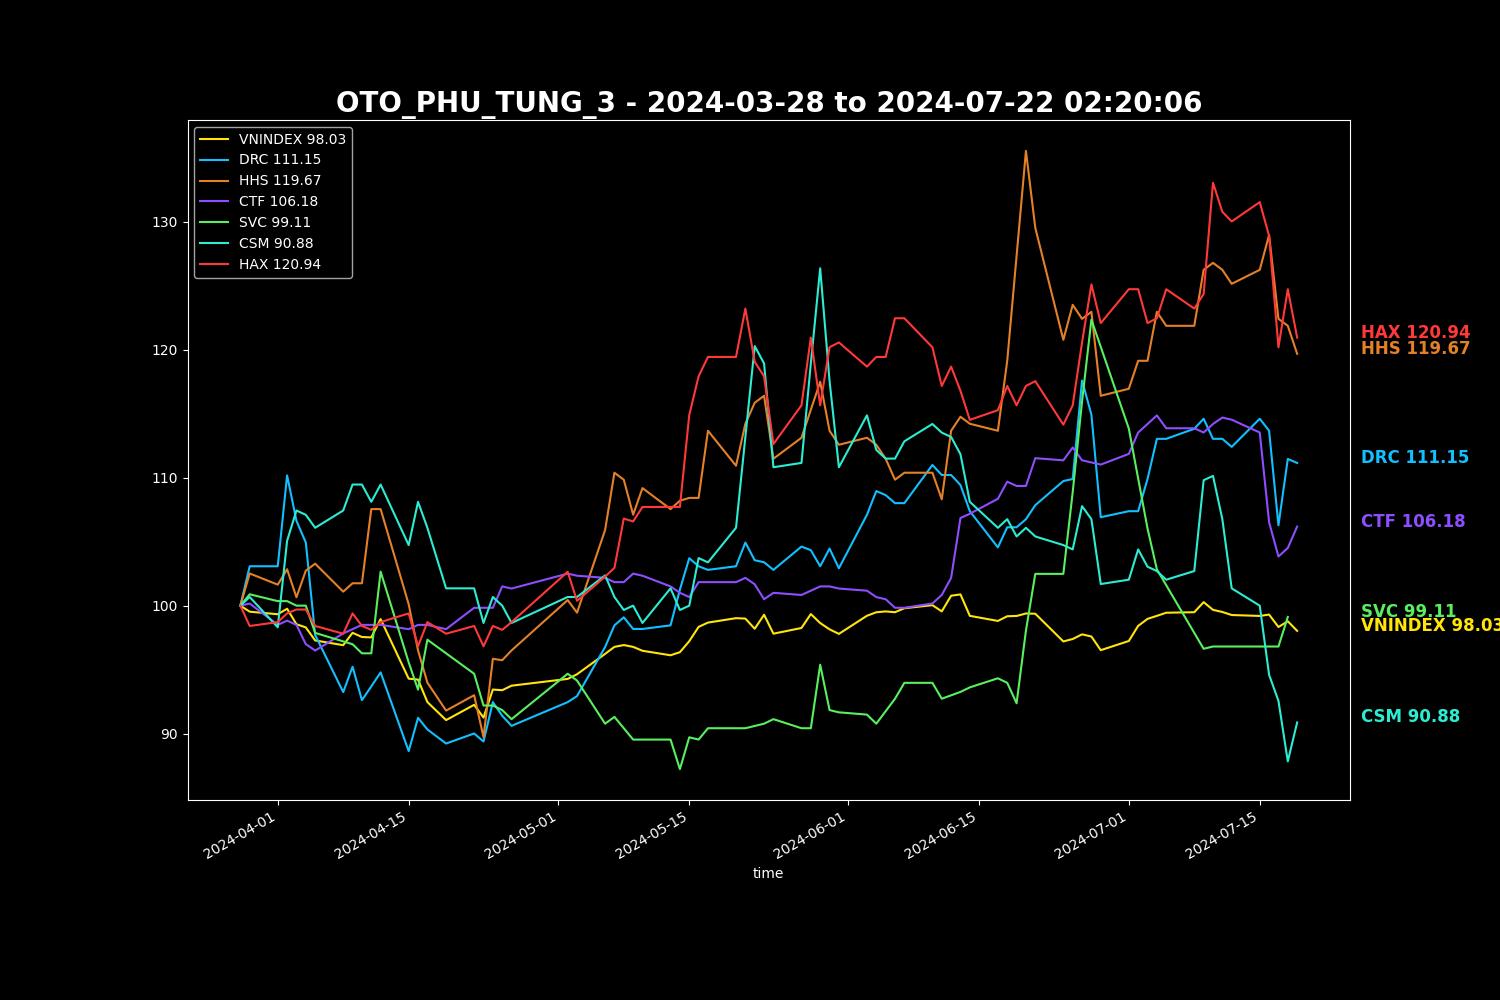 OTO_PHU_TUNG_3 - 2024-03-28 to 2024-07-22 02:20:06
VNINDEX 98.03
DRC 111.15
HHS 119.67
CTF 106.18
SVC 99.11
CSM 90.88
HAX 120.94
130
120
110
100
90
HAX 120.94
HHS 119.67
DRC 111.15
CTF 106.18
SVC 99.11
VNINDEX 98.03
CSM 90.88
2024-04-01
2024-04-15
2024-05-01
2024-05-15
2024-06-01
2024-06-15
2024-07-01
2024-07-15
time